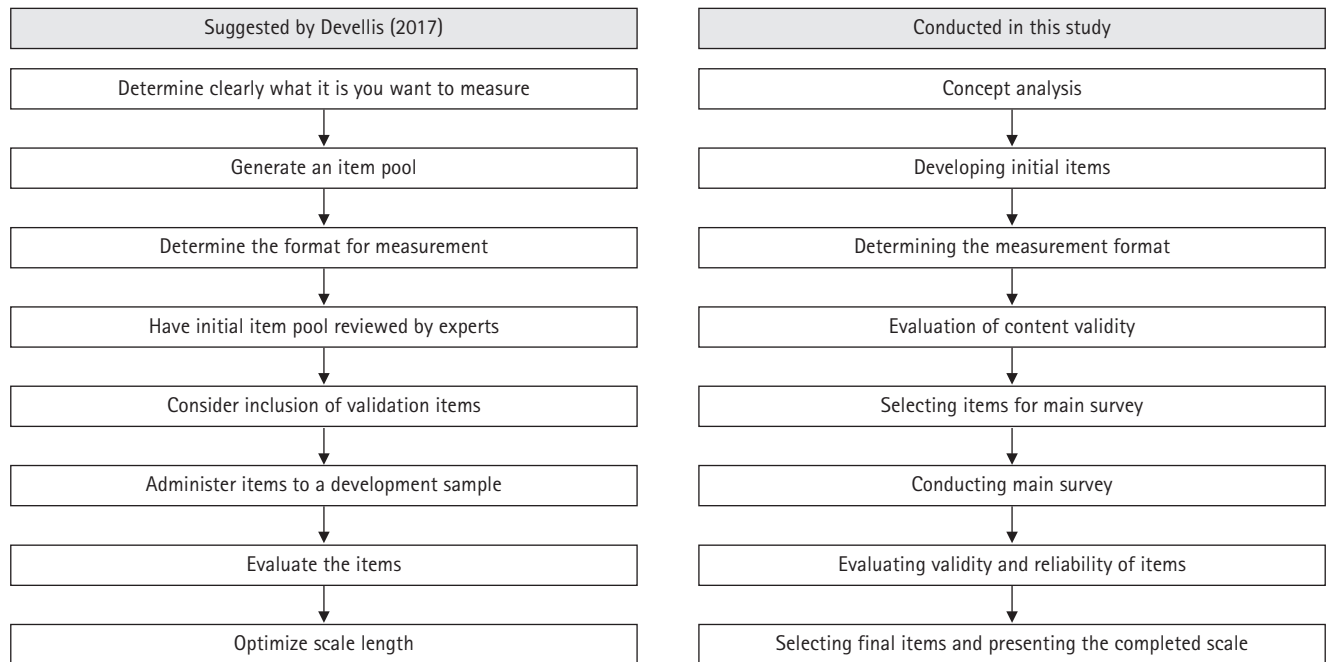 Suggested by Devellis (2017)
Determine clearly what it is you want to measure
Generate an item pool
Determine the format for measurement
Have initial item pool reviewed by experts
Consider inclusion of validation items
Administer items to a development sample
Evaluate the items
Optimize scale length
Conducted in this study
Concept analysis
Developing initial items
Determining the measurement format
Evaluation of content validity
Selecting items for main survey
Conducting main survey
Evaluating validity and reliability of items
Selecting final items and presenting the completed scale